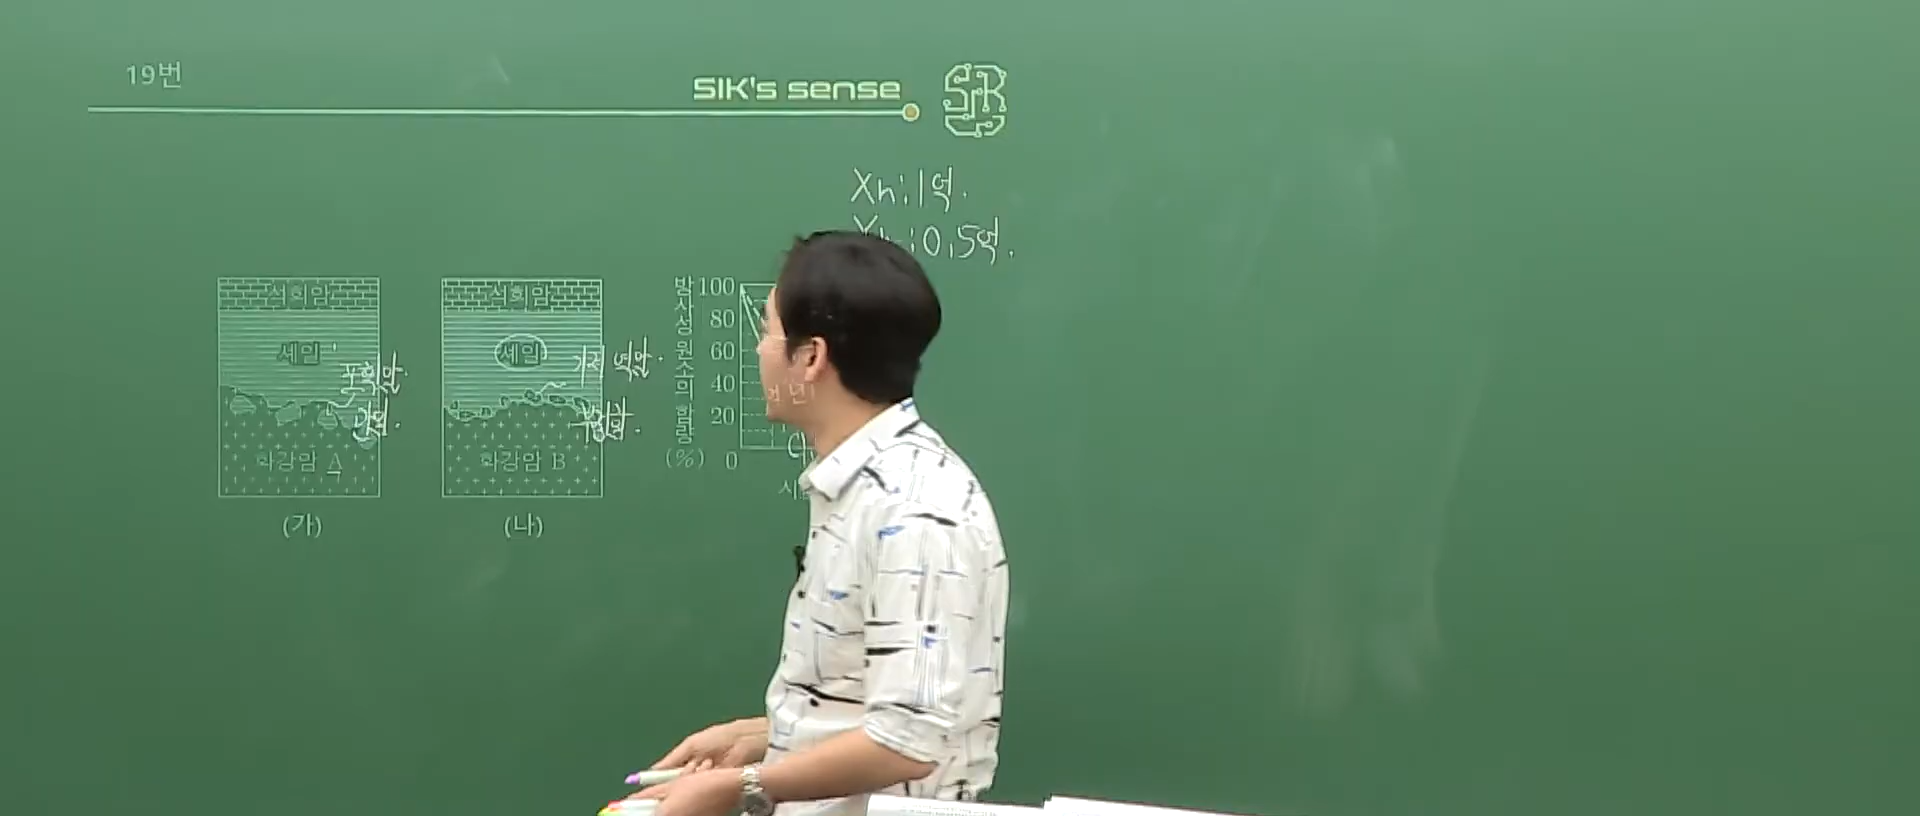 19번
SIK's sense
Xh:1억.
Yh:0.5억.
석회암
셰일
포획암
관입.
화강암 A
(가)
석회암
셰일
기저 역암.
부정합.
화강암 B
(나)
방사성 원소의 함량
(%)
100
80
60
40
20
0